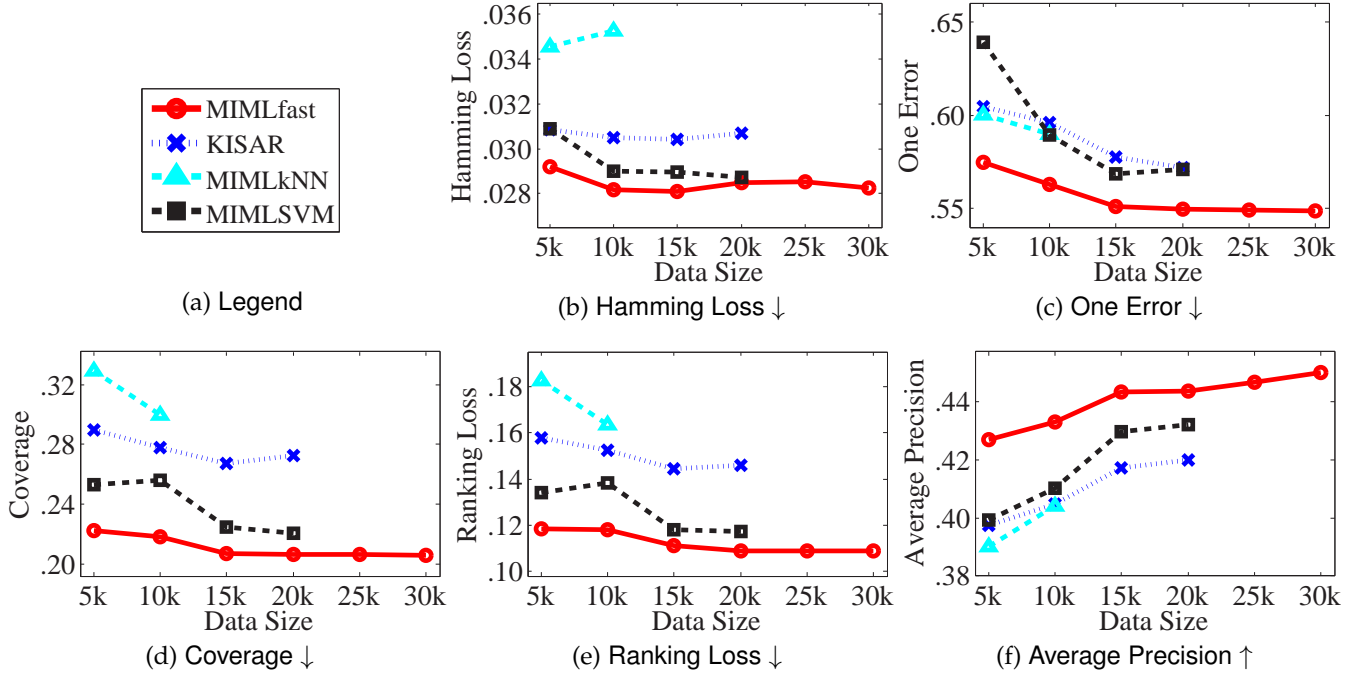 MIMLfast
KISAR
MIMLkNN
MIMLSVM
(a) Legend
.036
.034
.032
.030
.028
Hamming Loss
5k 10k 15k 20k 25k 30k
Data Size
(b) Hamming Loss ↓
.65
.60
.55
One Error
5k 10k 15k 20k 25k 30k
Data Size
(c) One Error ↓
.32
.28
.24
.20
Coverage
5k 10k 15k 20k 25k 30k
Data Size
(d) Coverage ↓
.18
.16
.14
.12
.10
Ranking Loss
5k 10k 15k 20k 25k 30k
Data Size
(e) Ranking Loss ↓
.44
.42
.40
.38
Average Precision
5k 10k 15k 20k 25k 30k
Data Size
(f) Average Precision ↑